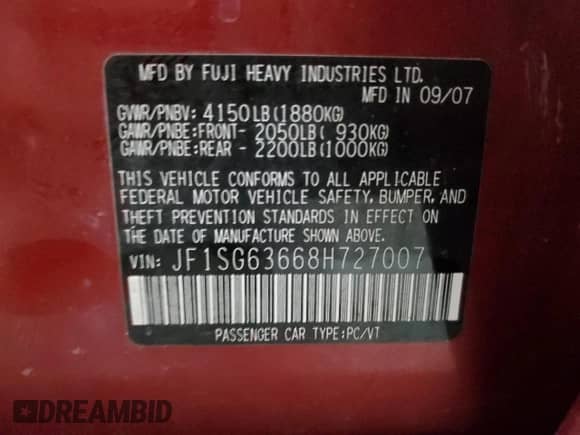 MFD BY FUJI HEAVY INDUSTRIES LTD.
MFD IN 09/07
GVWR/PNBV: 4150LB(1880KG)
GAWR/PNBE:FRONT- 2050LB( 930KG)
GAWR/PNBE:REAR - 2200LB(1000KG)
THIS VEHICLE CONFORMS TO ALL APPLICABLE
FEDERAL MOTOR VEHICLE SAFETY, BUMPER, AND
THEFT PREVENTION STANDARDS IN EFFECT ON
THE DATE OF MANUFACTURE SHOWN ABOVE.
VIN: JF1SG63668H727007
PASSENGER CAR TYPE:PC/VT
DREAMBID